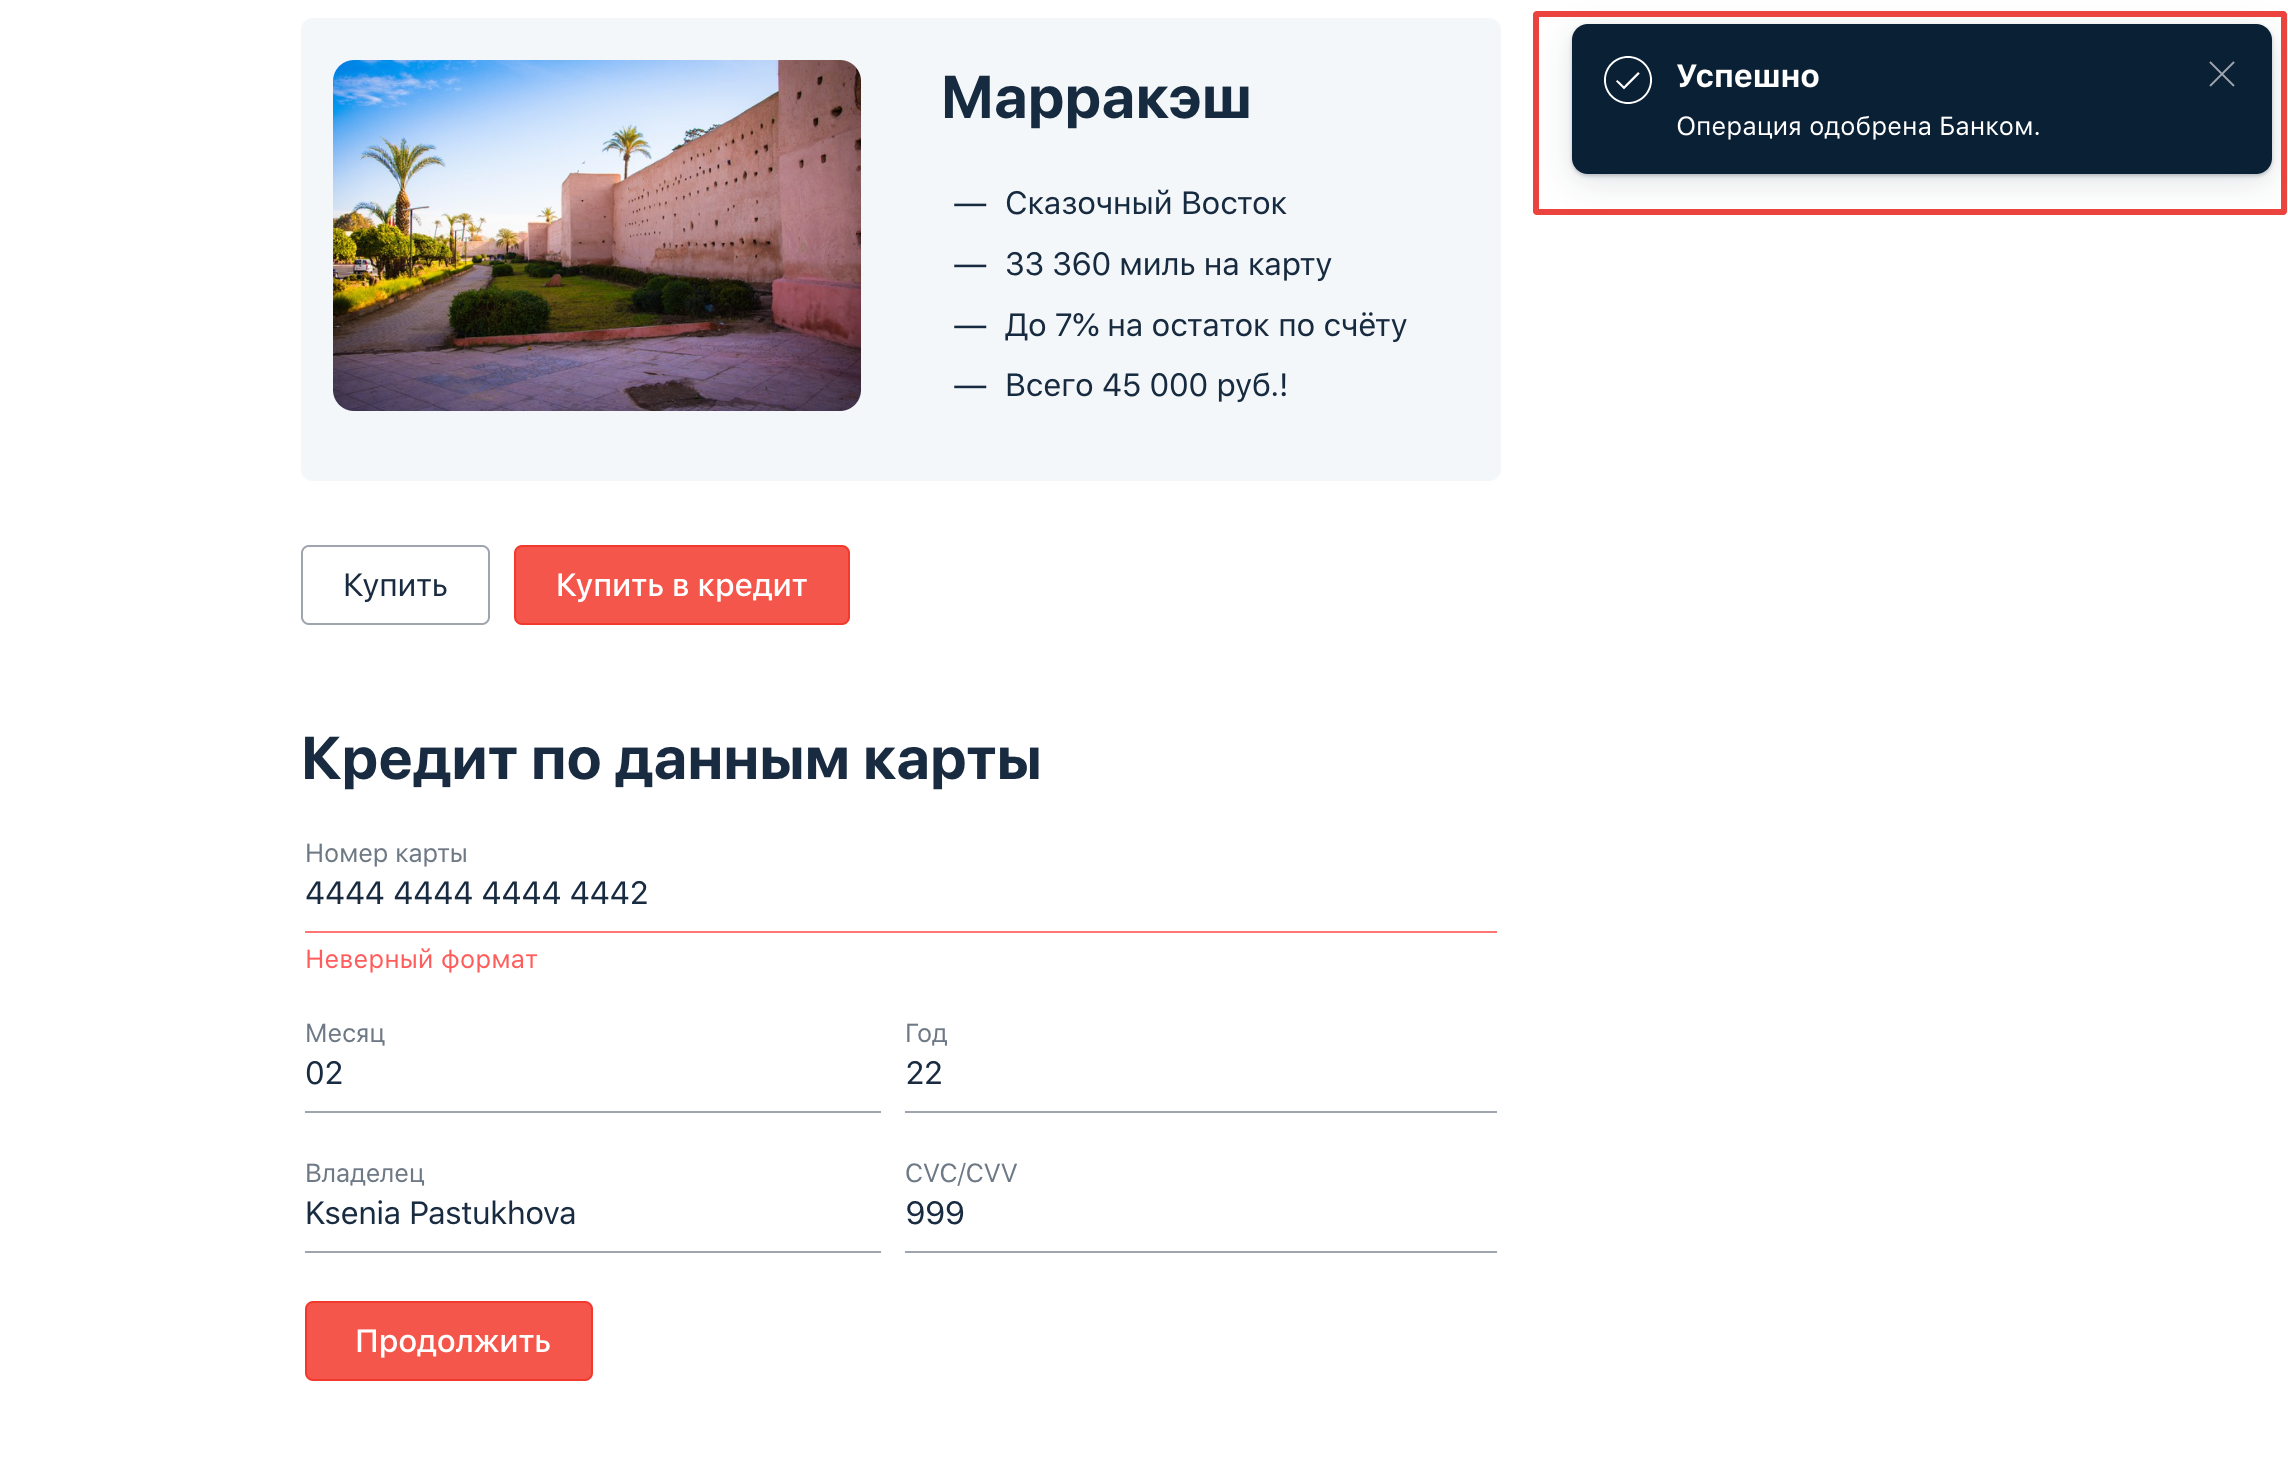 Марракэш
— Сказочный Восток
— 33 360 миль на карту
— До 7% на остаток по счёту
— Всего 45 000 руб.!
Успешно
Операция одобрена Банком.
Купить
Купить в кредит
Кредит по данным карты
Номер карты
4444 4444 4444 4442
Неверный формат
Месяц
02
Год
22
Владелец
Ksenia Pastukhova
CVC/CVV
999
Продолжить